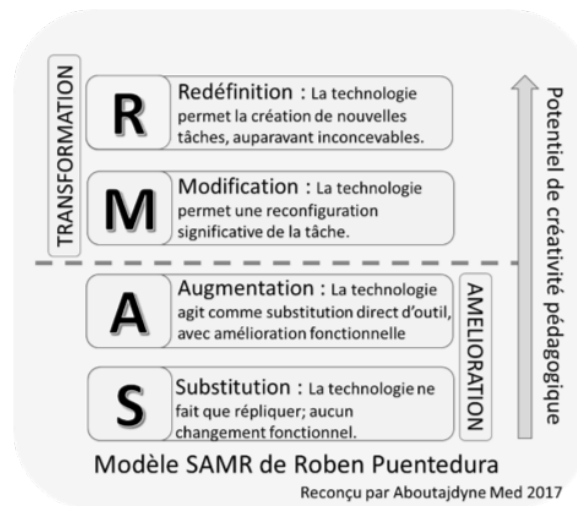 TRANSFORMATION
R
Redéfinition : La technologie
permet la création de nouvelles
tâches, auparavant inconcevables.
M
Modification : La technologie
permet une reconfiguration
significative de la tâche.
A
Augmentation : La technologie
agit comme substitution direct d'outil,
avec amélioration fonctionnelle
S
Substitution : La technologie ne
fait que répliquer; aucun
changement fonctionnel.
AMELIORATION
Potentiel de créativité pédagogique
Modèle SAMR de Roben Puentedura
Reconçu par Aboutajdyne Med 2017